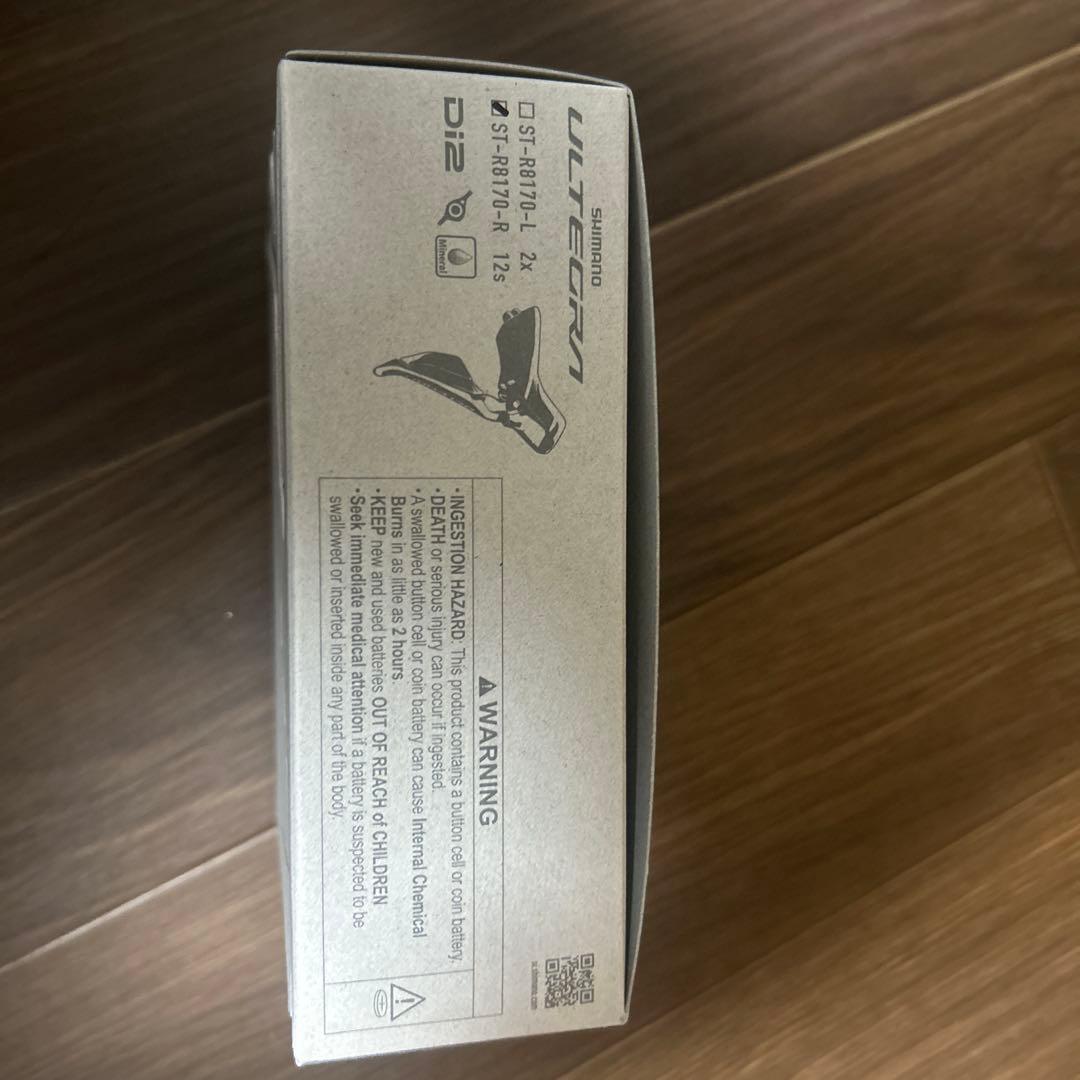 SHIMANO
ULTEGRA
ST-R8170-L 2x
ST-R8170-R 12s
Di2
Mineral
si.shimano.com
WARNING
• INGESTION HAZARD: This product contains a button cell or coin battery.
• DEATH or serious injury can occur if ingested.
• A swallowed button cell or coin battery can cause Internal Chemical
Burns in as little as 2 hours.
• KEEP new and used batteries OUT OF REACH of CHILDREN
• Seek immediate medical attention if a battery is suspected to be
swallowed or inserted inside any part of the body.